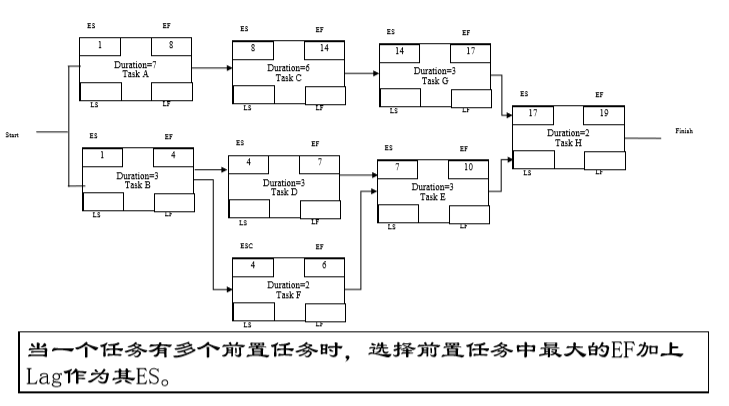 ES EF
1 8
Duration=7
Task A
LS LF
ES EF
8 14
Duration=6
Task C
LS LF
ES EF
14 17
Duration=3
Task G
LS LF
ES EF
17 19
Duration=2
Task H
LS LF
Start
Finish
ES EF
1 4
Duration=3
Task B
LS LF
ES EF
4 7
Duration=3
Task D
LS LF
ES EF
7 10
Duration=3
Task E
LS LF
ESC EF
4 6
Duration=2
Task F
LS LF
当一个任务有多个前置任务时，选择前置任务中最大的EF加上
Lag作为其ES。